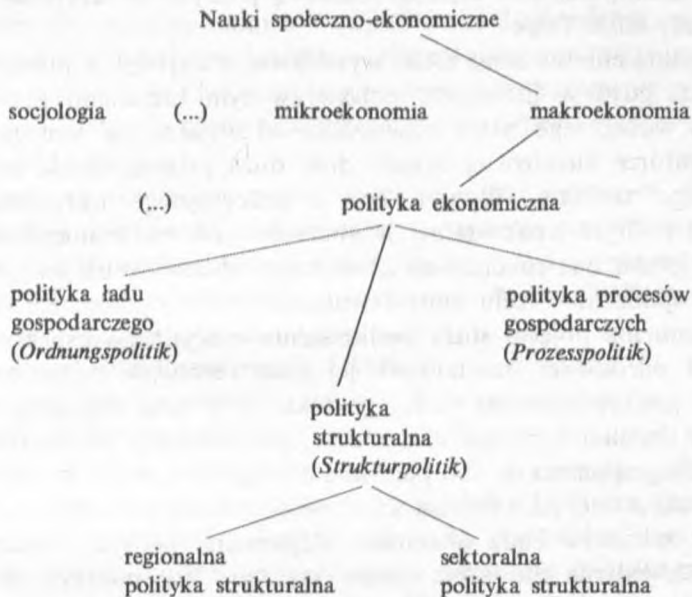 Nauki społeczno-ekonomiczne
socjologia (...) mikroekonomia makroekonomia
(...) polityka ekonomiczna
polityka ładu
gospodarczego
(Ordnungspolitik)
polityka procesów
gospodarczych
(Prozesspolitik)
polityka
strukturalna
(Strukturpolitik)
regionalna
polityka strukturalna
sektoralna
polityka strukturalna